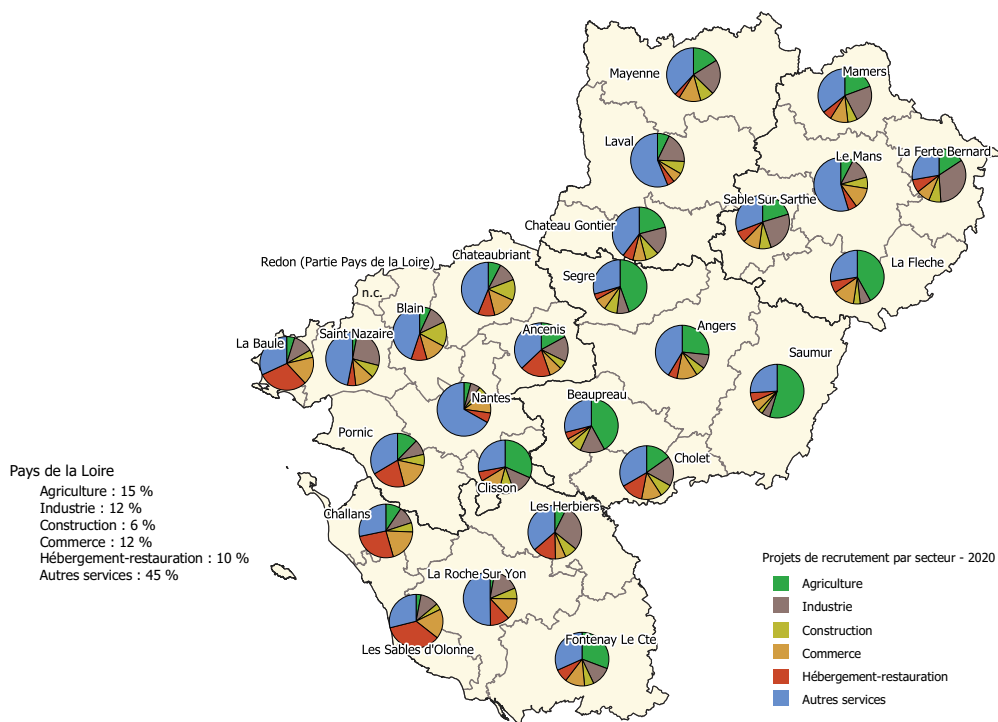 Mayenne
Mamers
Laval
La Ferte Bernard
Le Mans
Sable Sur Sarthe
Chateau Gontier
Chateaubriant
Redon (Partie Pays de la Loire)
La Fleche
Segre
n.c.
Blain
Angers
Saint Nazaire
Ancenis
La Baule
Saumur
Beaupreau
Nantes
Pornic
Cholet
Clisson
Les Herbiers
Challans
La Roche Sur Yon
Fontenay Le Cte
Les Sables d'Olonne
Pays de la Loire
Agriculture : 15 %
Industrie : 12 %
Construction : 6 %
Commerce : 12 %
Hébergement-restauration : 10 %
Autres services : 45 %
Projets de recrutement par secteur - 2020
Agriculture
Industrie
Construction
Commerce
Hébergement-restauration
Autres services